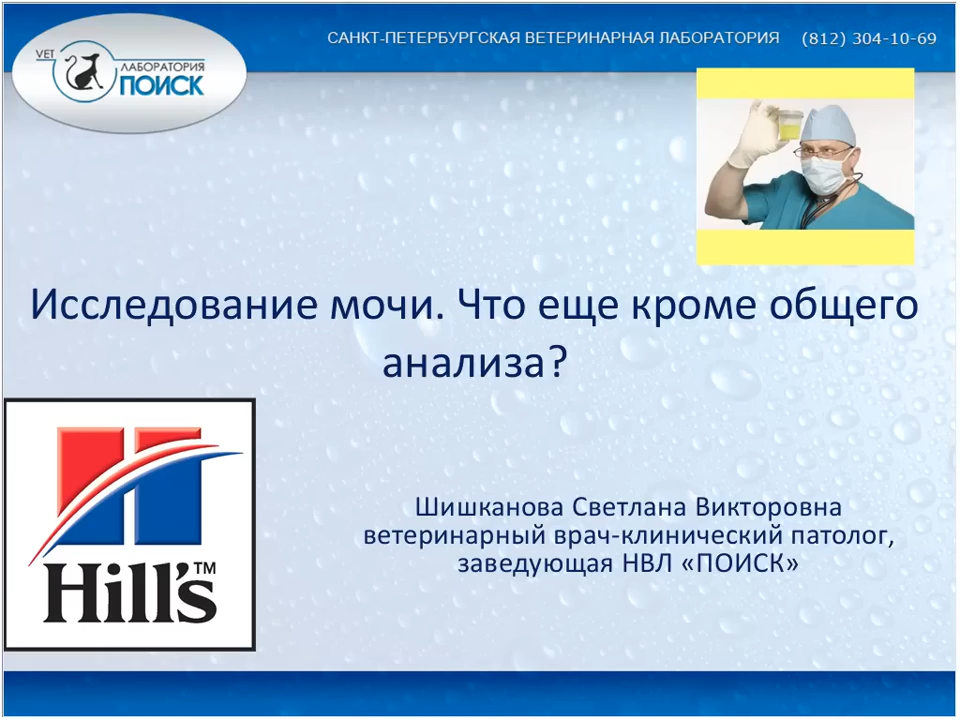 САНКТ-ПЕТЕРБУРГСКАЯ ВЕТЕРИНАРНАЯ ЛАБОРАТОРИЯ (812) 304-10-69
VET
ЛАБОРАТОРИЯ
ПОИСК
Исследование мочи. Что еще кроме общего
анализа?
Hill's™
Шишканова Светлана Викторовна
ветеринарный врач-клинический патолог,
заведующая НВЛ «ПОИСК»